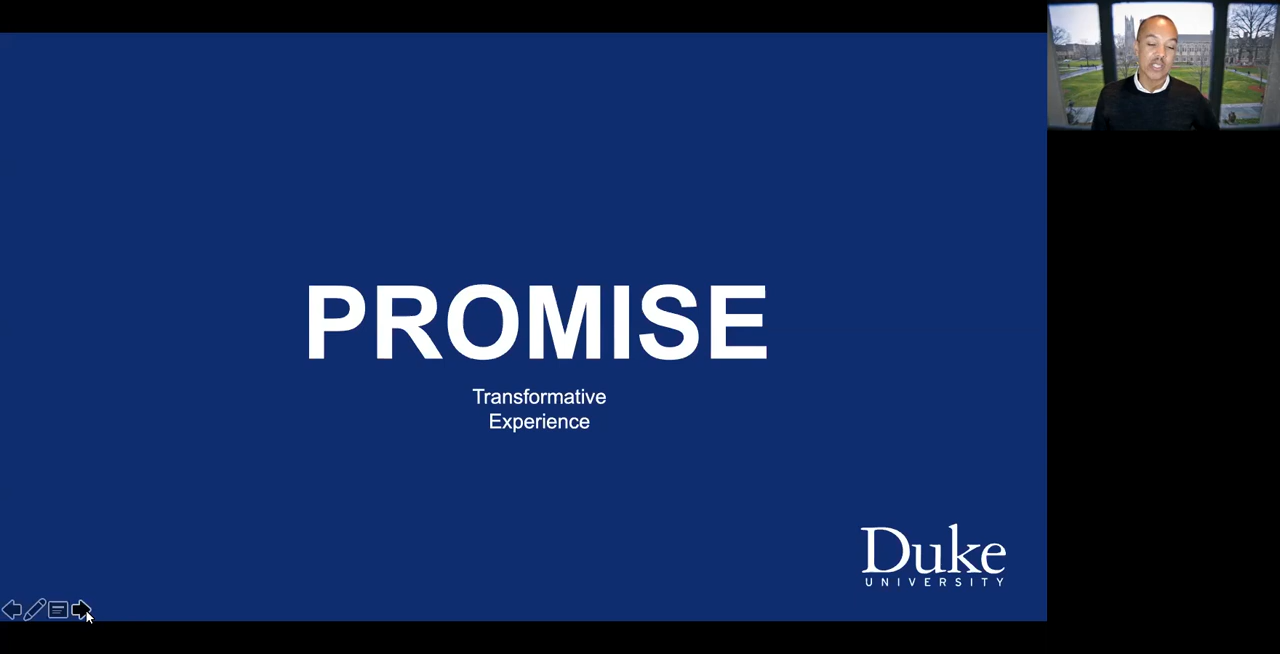 PROMISE
Transformative
Experience
Duke
UNIVERSITY